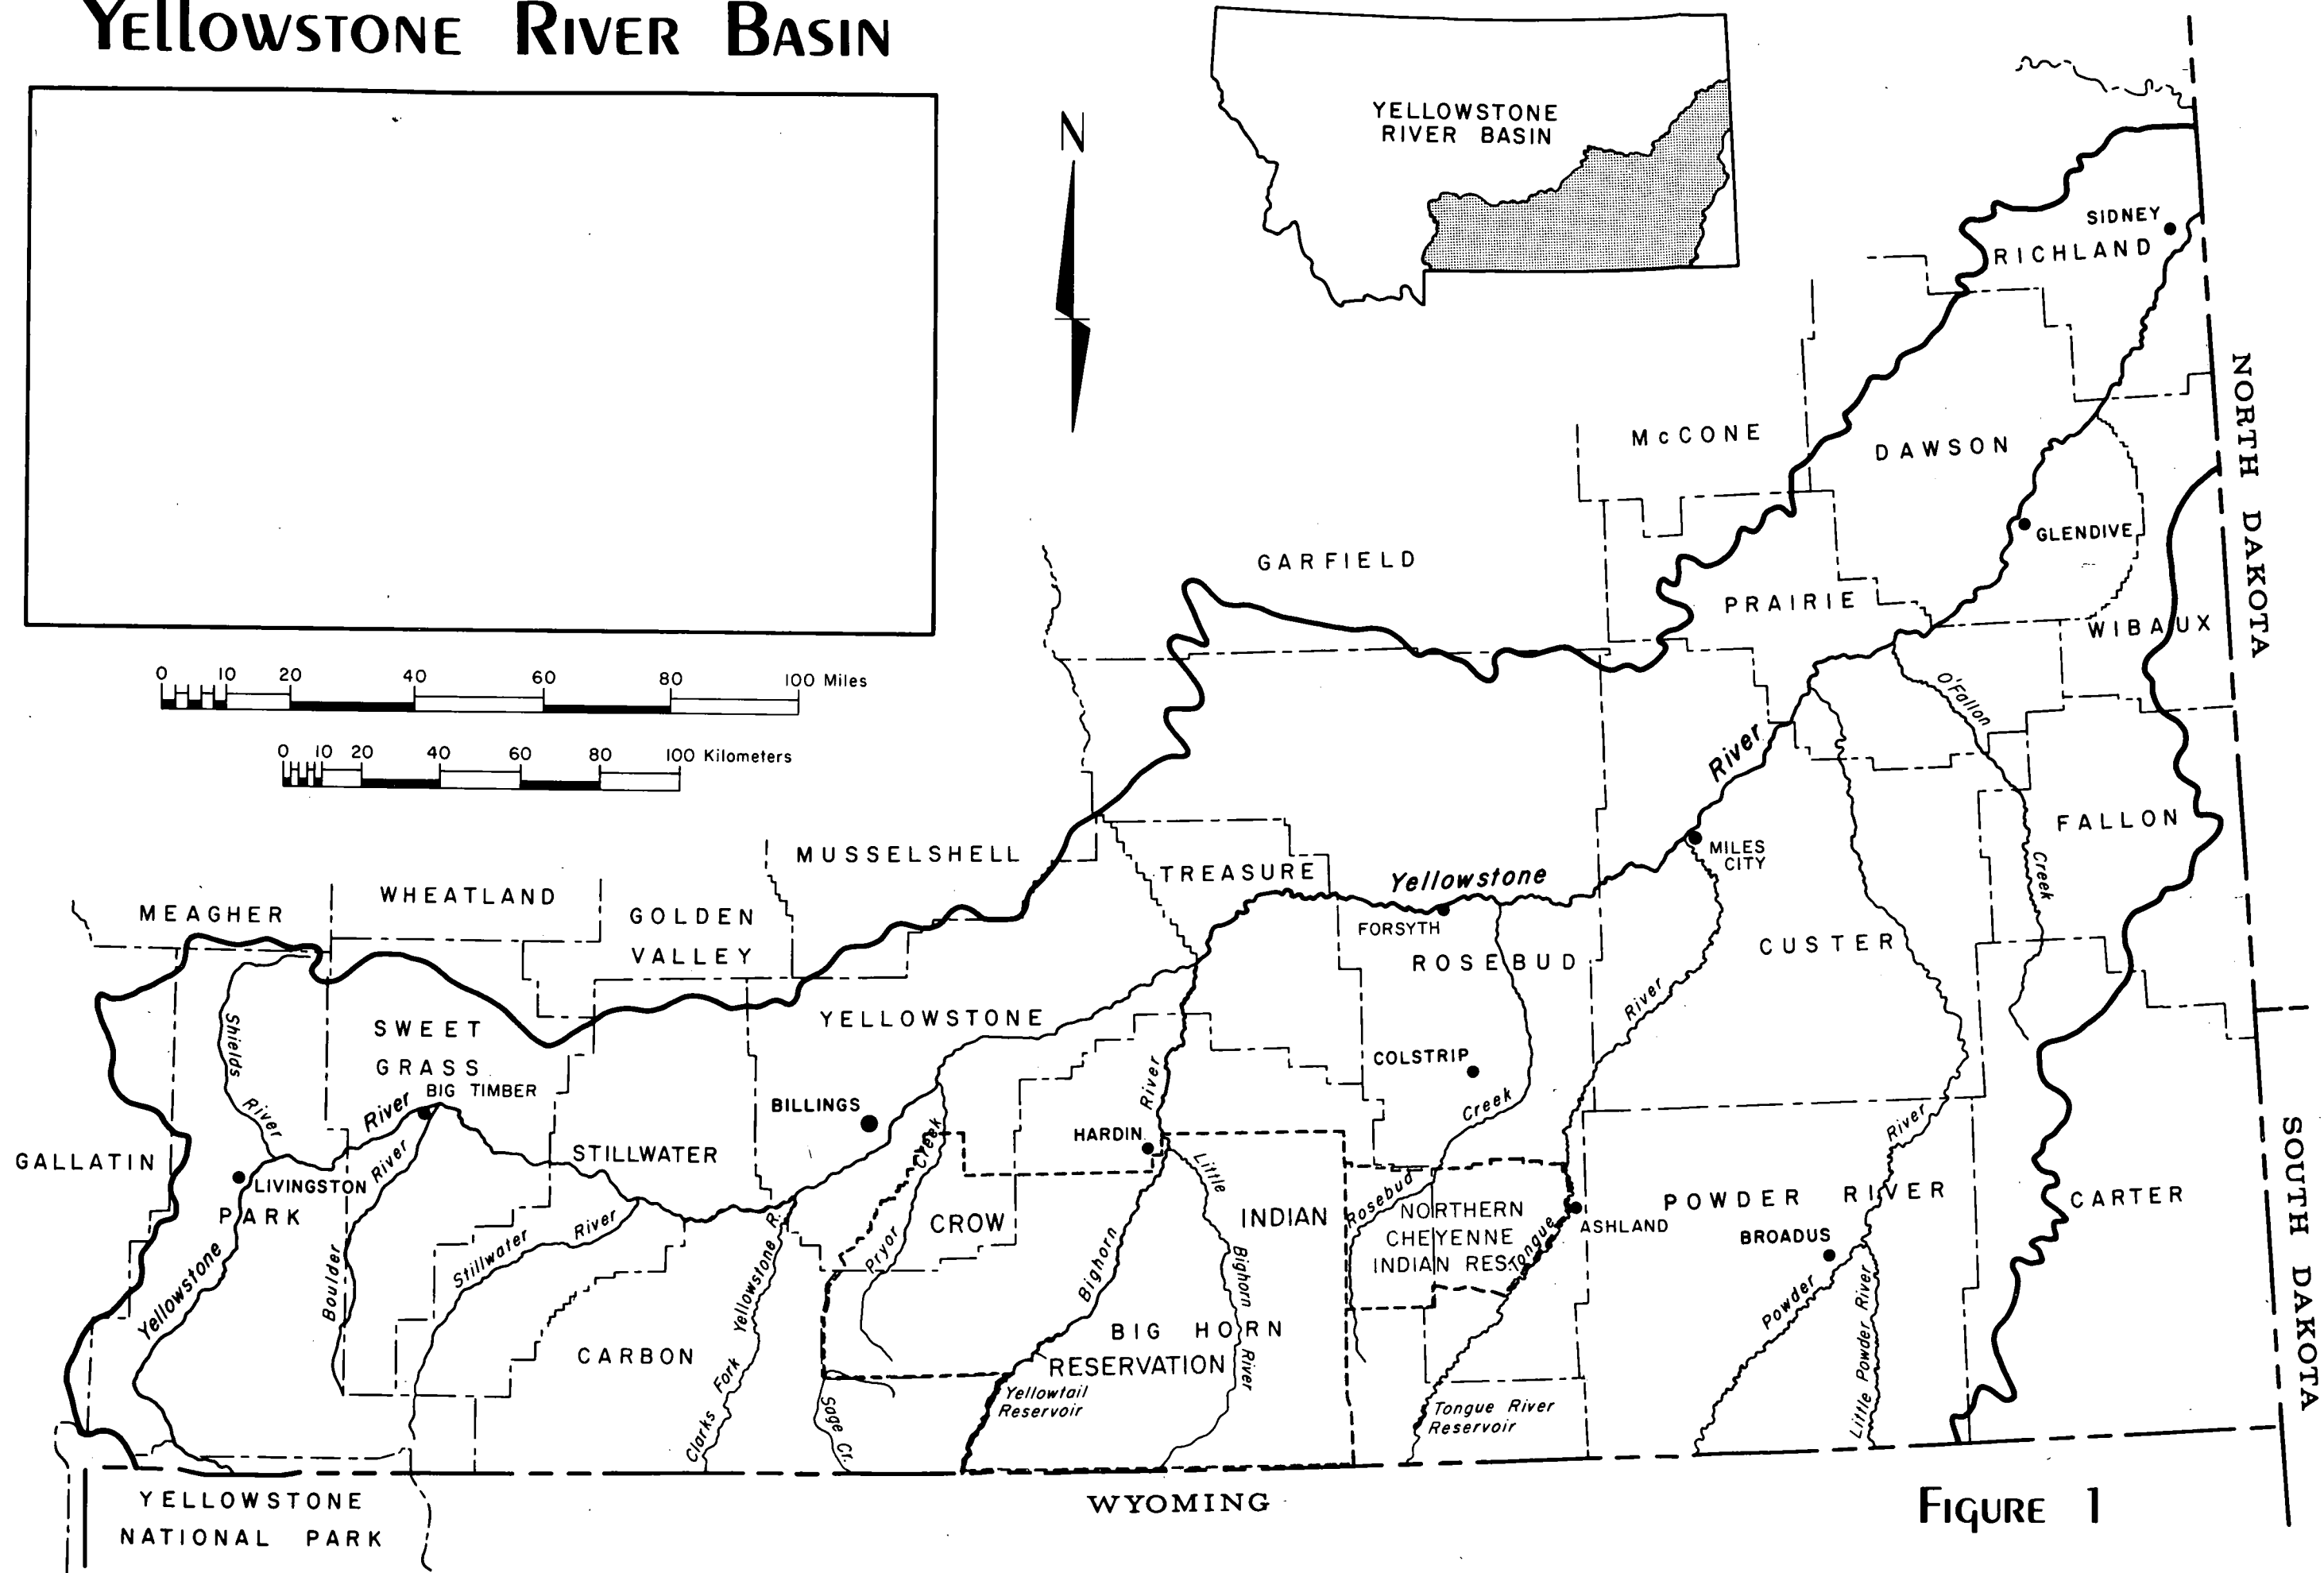 YEllOWSTONE RIVER BASIN
YELLOWSTONE
RIVER BASIN
N
SIDNEY
RICHLAND
NORTH DAKOTA
McCONE
DAWSON
GLENDIVE
GARFIELD
PRAIRIE
WIBAUX
0 10 20 40 60 80 100 Miles
0 10 20 40 60 80 100 Kilometers
O'Fallon
Creek
River
FALLON
MILES
CITY
MUSSELSHELL
TREASURE
Yellowstone
FORSYTH
ROSEBUD
CUSTER
MEAGHER
WHEATLAND
GOLDEN
VALLEY
YELLOWSTONE
SWEET
GRASS
BIG TIMBER
Shields
River
River
River
Boulder
GALLATIN
LIVINGSTON
PARK
Yellowstone
STILLWATER
Stillwater River
BILLINGS
CARBON
Clarks Fork Yellowstone R.
Pryor Creek
Sage Cr.
CROW
INDIAN
RESERVATION
HARDIN
River
Bighorn
Little
Bighorn
River
BIG HORN
Yellowtail
Reservoir
COLSTRIP
Creek
Rosebud
River
Tongue
NORTHERN
CHEYENNE
INDIAN RES.
ASHLAND
Tongue River
Reservoir
POWDER RIVER
BROADUS
River
Powder
Little Powder River
CARTER
SOUTH DAKOTA
YELLOWSTONE
NATIONAL PARK
WYOMING
FIGURE 1